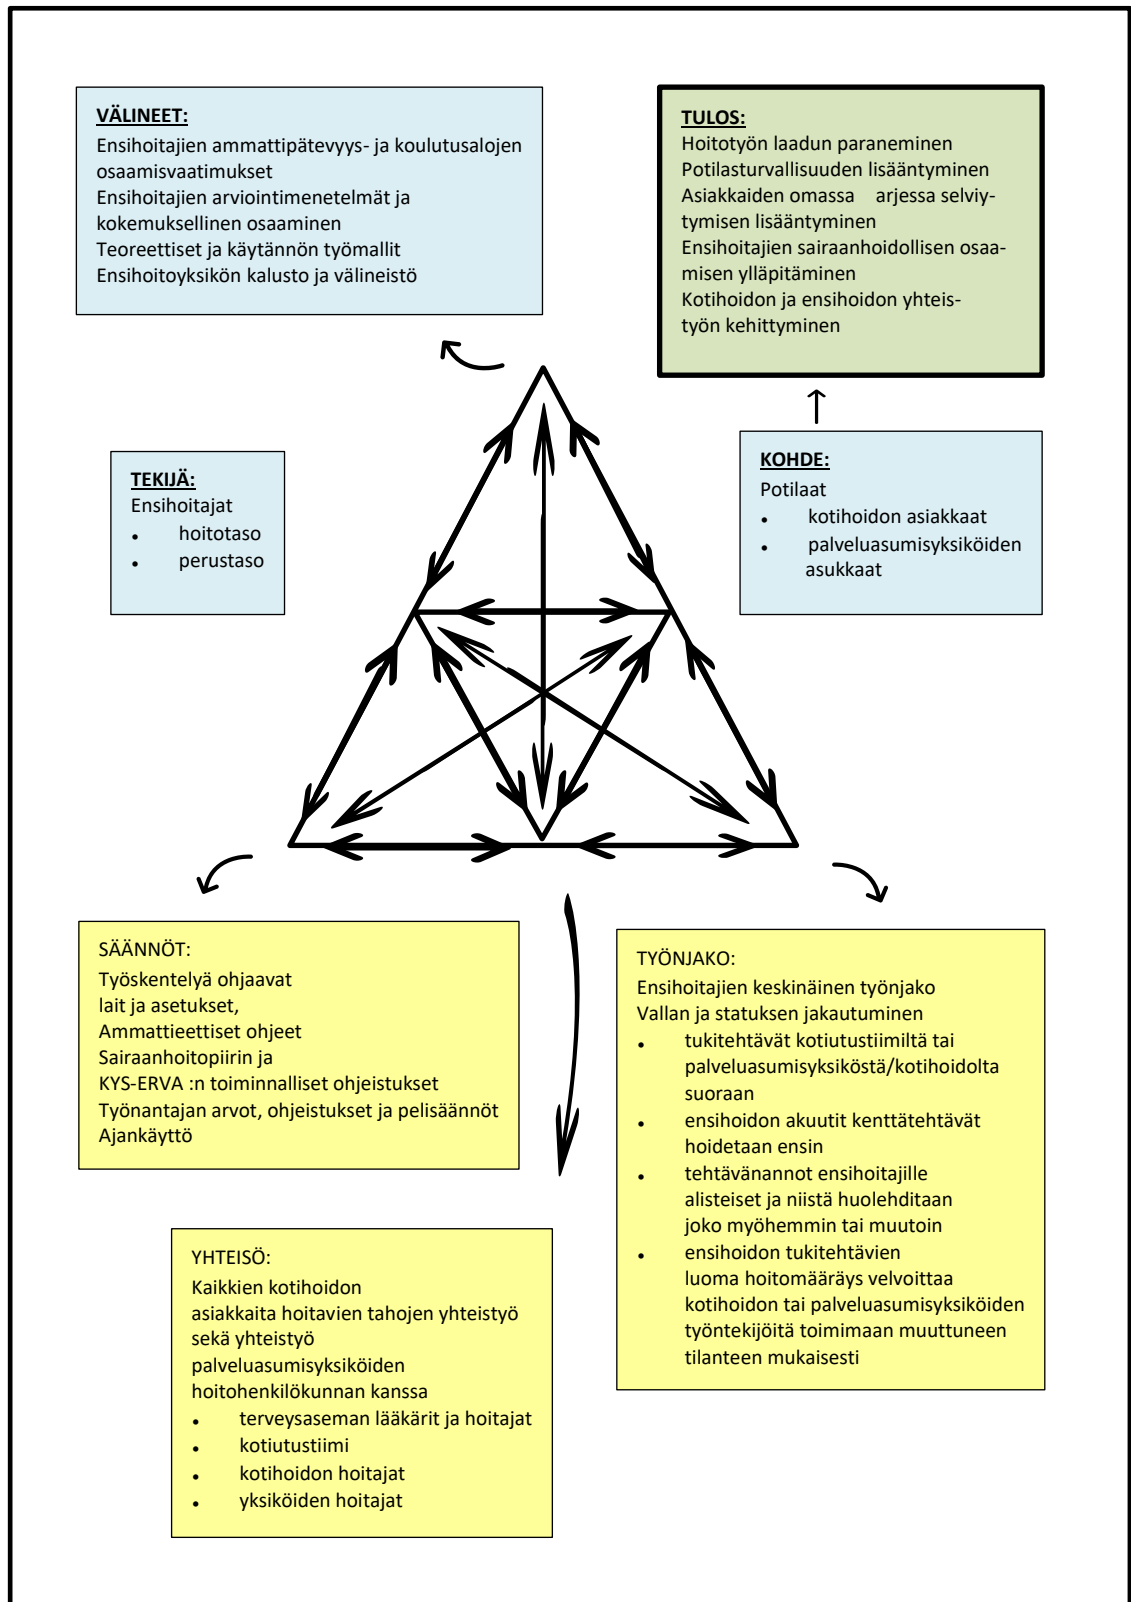 VÄLINEET:
Ensihoitajien ammattipätevyys- ja koulutusalojen
osaamisvaatimukset
Ensihoitajien arviointimenetelmät ja
kokemuksellinen osaaminen
Teoreettiset ja käytännön työmallit
Ensihoitoyksikön kalusto ja välineistö
TULOS:
Hoitotyön laadun paraneminen
Potilasturvallisuuden lisääntyminen
Asiakkaiden omassa arjessa selviy-
tymisen lisääntyminen
Ensihoitajien sairaanhoidollisen osaa-
misen ylläpitäminen
Kotihoidon ja ensihoidon yhteis-
työn kehittyminen
TEKIJÄ:
Ensihoitajat
• hoitotaso
• perustaso
KOHDE:
Potilaat
• kotihoidon asiakkaat
• palveluasumisyksiköiden
asukkaat
SÄÄNNÖT:
Työskentelyä ohjaavat
lait ja asetukset,
Ammattieettiset ohjeet
Sairaanhoitopiirin ja
KYS-ERVA :n toiminnalliset ohjeistukset
Työnantajan arvot, ohjeistukset ja pelisäännöt
Ajankäyttö
TYÖNJAKO:
Ensihoitajien keskinäinen työnjako
Vallan ja statuksen jakautuminen
• tukitehtävät kotiutustiimiltä tai
palveluasumisyksiköstä/kotihoidolta
suoraan
• ensihoidon akuutit kenttätehtävät
hoidetaan ensin
• tehtävänannot ensihoitajille
alisteiset ja niistä huolehditaan
joko myöhemmin tai muutoin
• ensihoidon tukitehtävien
luoma hoitomääräys velvoittaa
kotihoidon tai palveluasumisyksiköiden
työntekijöitä toimimaan muuttuneen
tilanteen mukaisesti
YHTEISÖ:
Kaikkien kotihoidon
asiakkaita hoitavien tahojen yhteistyö
sekä yhteistyö
palveluasumisyksiköiden
hoitohenkilökunnan kanssa
• terveysaseman lääkärit ja hoitajat
• kotiutustiimi
• kotihoidon hoitajat
• yksiköiden hoitajat